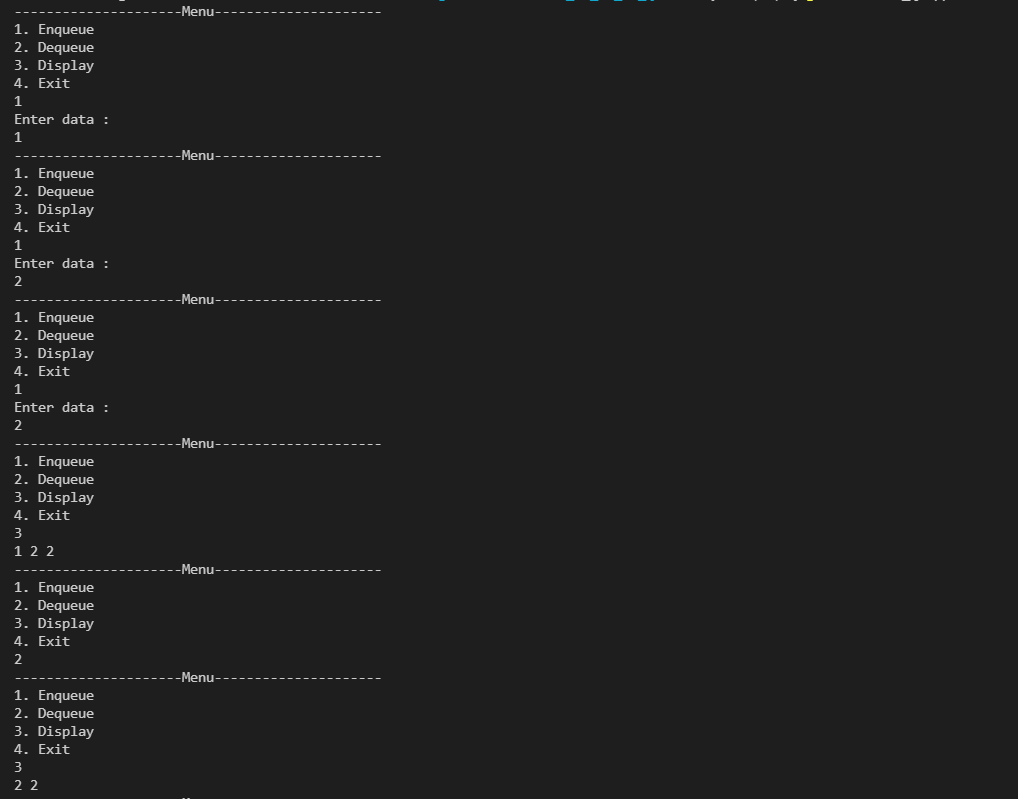 ---------------------Menu---------------------
1. Enqueue
2. Dequeue
3. Display
4. Exit
1
Enter data :
1
---------------------Menu---------------------
1. Enqueue
2. Dequeue
3. Display
4. Exit
1
Enter data :
2
---------------------Menu---------------------
1. Enqueue
2. Dequeue
3. Display
4. Exit
1
Enter data :
2
---------------------Menu---------------------
1. Enqueue
2. Dequeue
3. Display
4. Exit
3
1 2 2
---------------------Menu---------------------
1. Enqueue
2. Dequeue
3. Display
4. Exit
2
---------------------Menu---------------------
1. Enqueue
2. Dequeue
3. Display
4. Exit
3
2 2